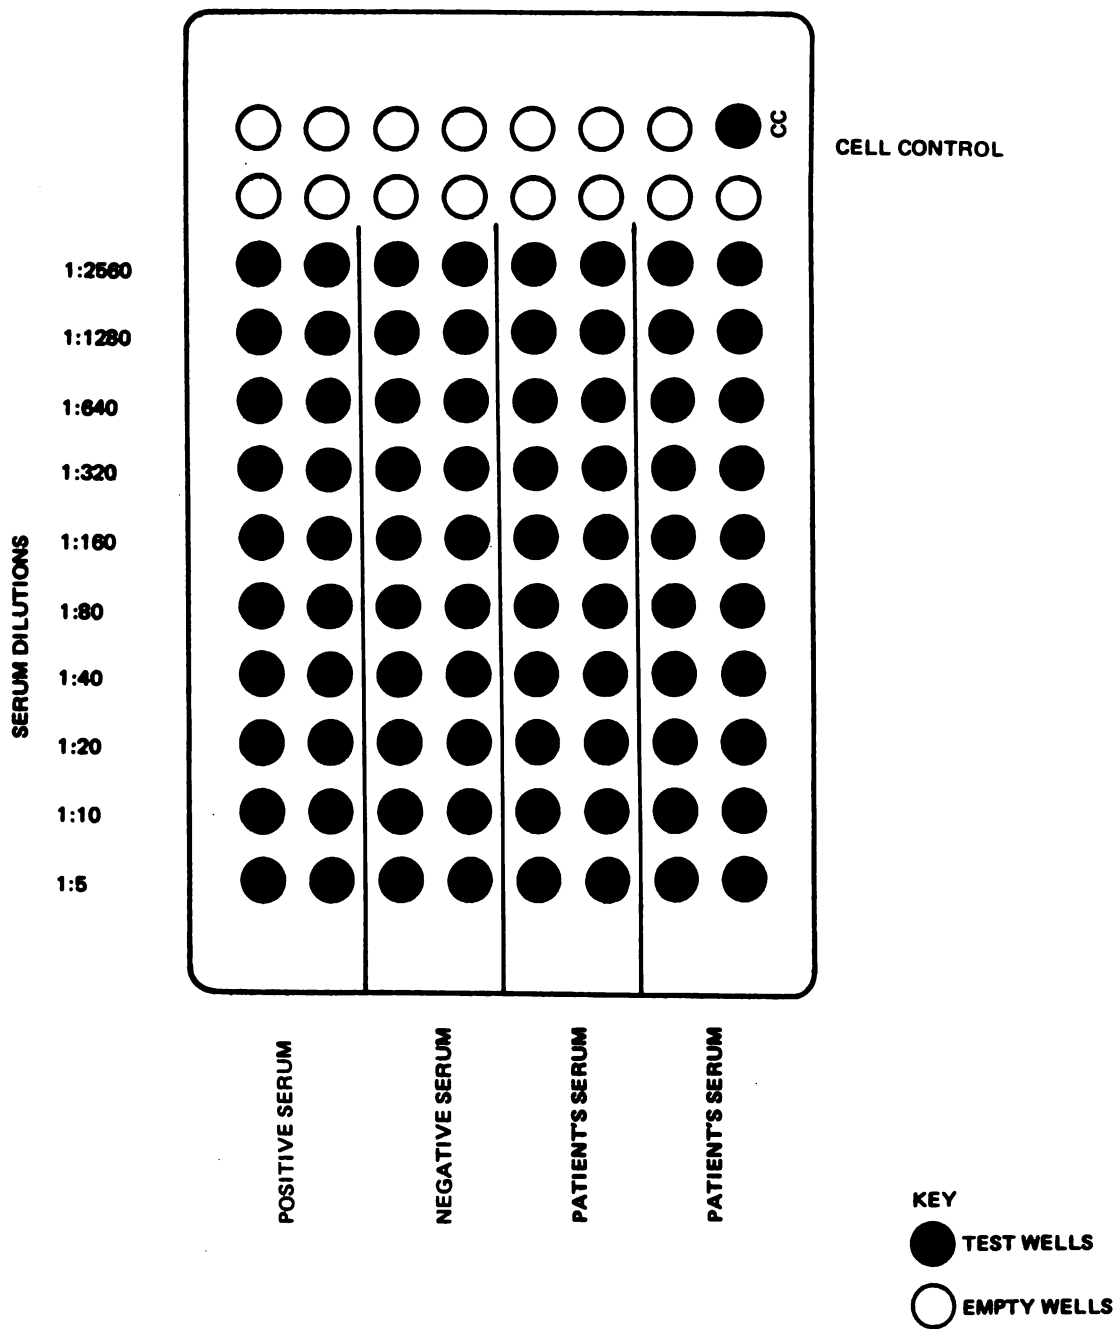 CC
CELL CONTROL
1:2560
1:1280
1:640
1:320
1:160
1:80
1:40
1:20
1:10
1:5
SERUM DILUTIONS
POSITIVE SERUM
NEGATIVE SERUM
PATIENT'S SERUM
PATIENT'S SERUM
KEY
TEST WELLS
EMPTY WELLS